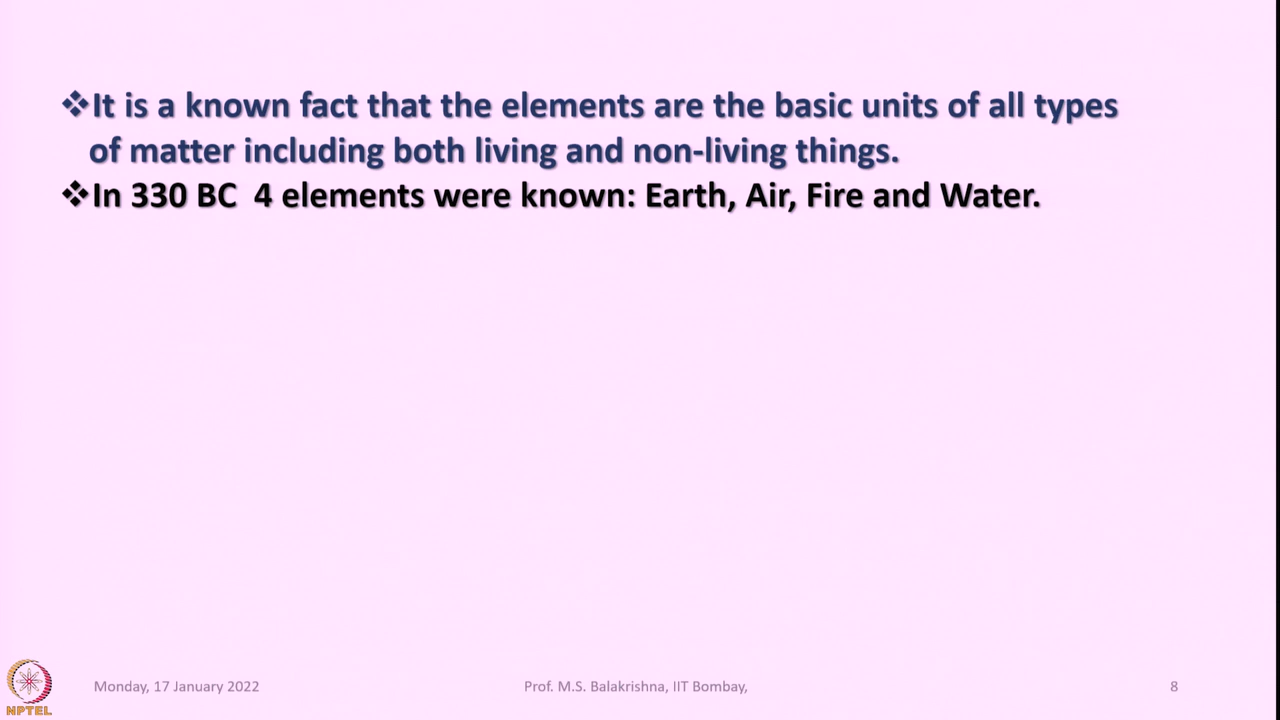 ❖It is a known fact that the elements are the basic units of all types
of matter including both living and non-living things.
❖In 330 BC  4 elements were known: Earth, Air, Fire and Water.
NPTEL
Monday, 17 January 2022
Prof. M.S. Balakrishna, IIT Bombay,
8